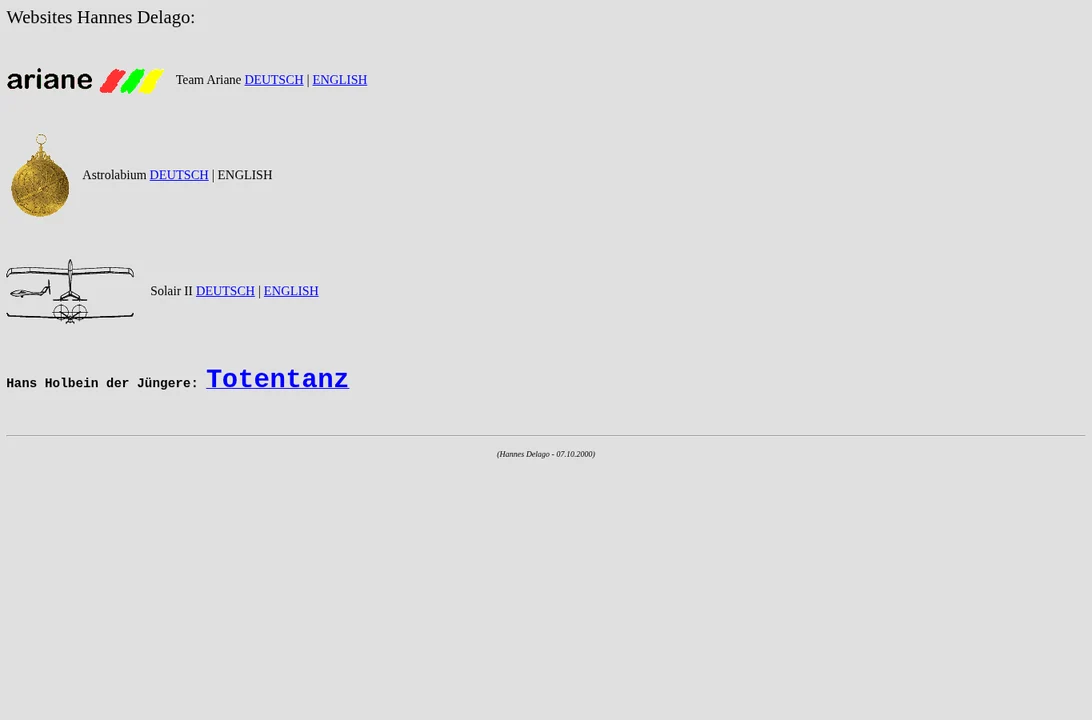 Websites Hannes Delago:
ariane Team Ariane DEUTSCH | ENGLISH
Astrolabium DEUTSCH | ENGLISH
Solair II DEUTSCH | ENGLISH
Hans Holbein der Jüngere: Totentanz
(Hannes Delago - 07.10.2000)